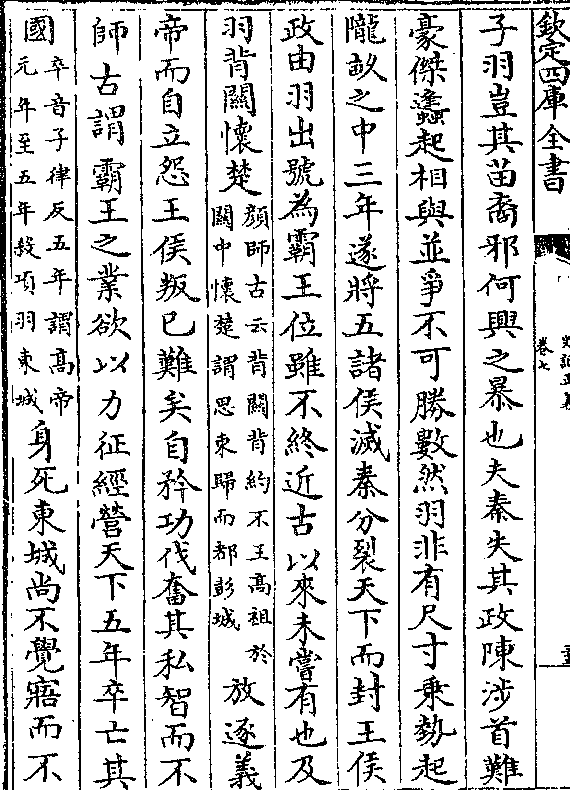 欽定四庫全書
卷七
子羽豈其苗裔邪何興之暴也夫秦失其政陳涉首難
豪傑蠭起相與並爭不可勝數然羽非有尺寸乗勢起
隴畝之中三年遂將五諸侯滅秦分裂天下而封王侯
政由羽出號為霸王位雖不終近古以來未嘗有也及
羽背關懷楚
顔師古云背關背約不王高祖於
關中懷楚謂思東歸而都彭城
放逐義
帝而自立怨王侯叛已難矣自矜功伐奮其私智而不
師古謂霸王之業欲以力征經營天下五年卒亡其
國
卒音子律反五年謂高帝
元年至五年殺項羽東城
身死東城尚不覺寤而不